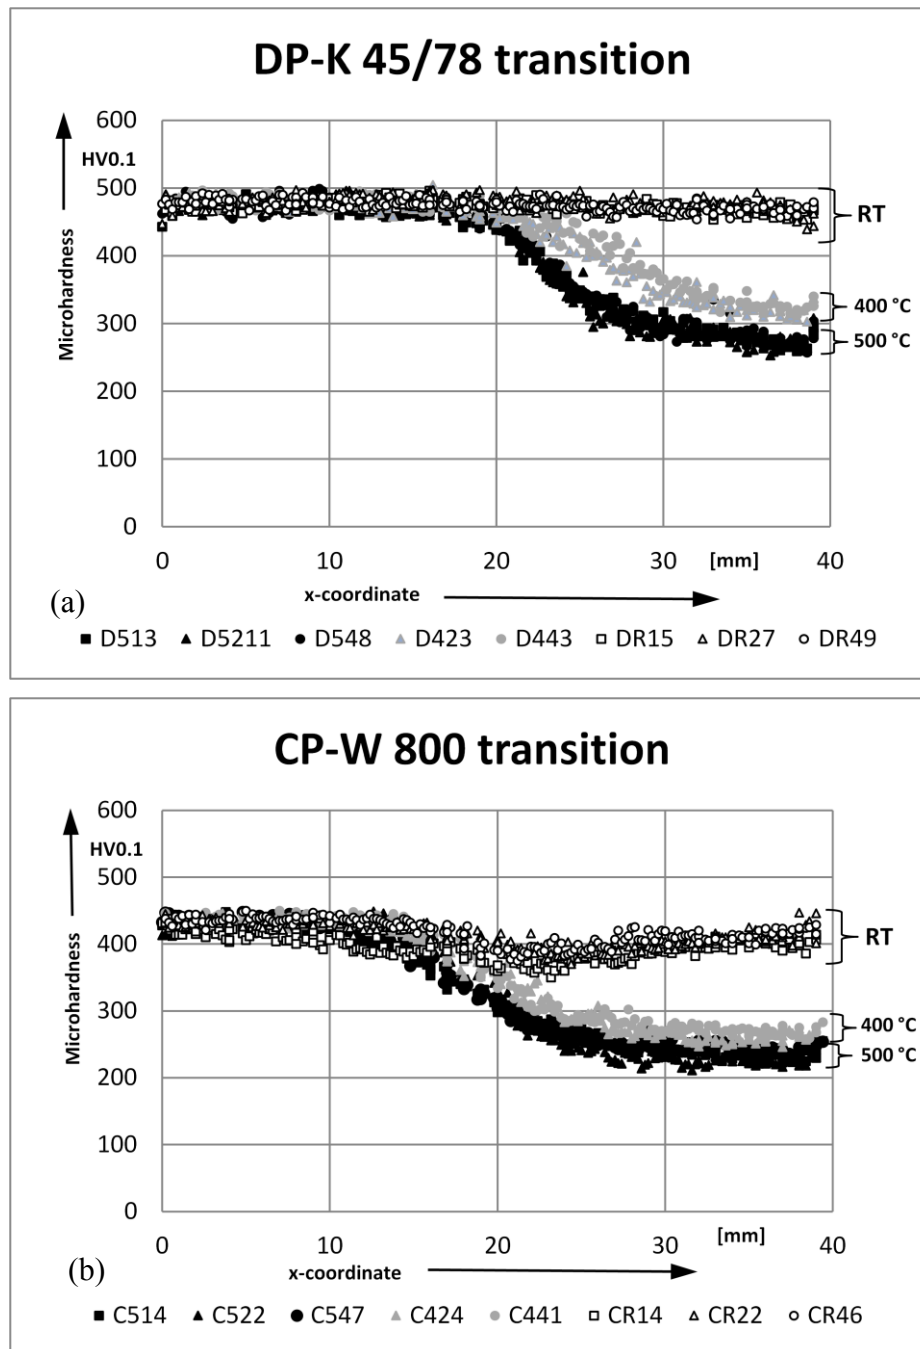 DP-K 45/78 transition
600
HV0.1
500
RT
400
Microhardness
400 °C
300
500 °C
200
100
0
0 10 20 30 [mm] 40
x-coordinate
(a)
D513 D5211 D548 D423 D443 DR15 DR27 DR49
CP-W 800 transition
600
HV0.1
500
RT
400
Microhardness
300
400 °C
500 °C
200
100
0
0 10 20 30 [mm] 40
x-coordinate
(b)
C514 C522 C547 C424 C441 CR14 CR22 CR46